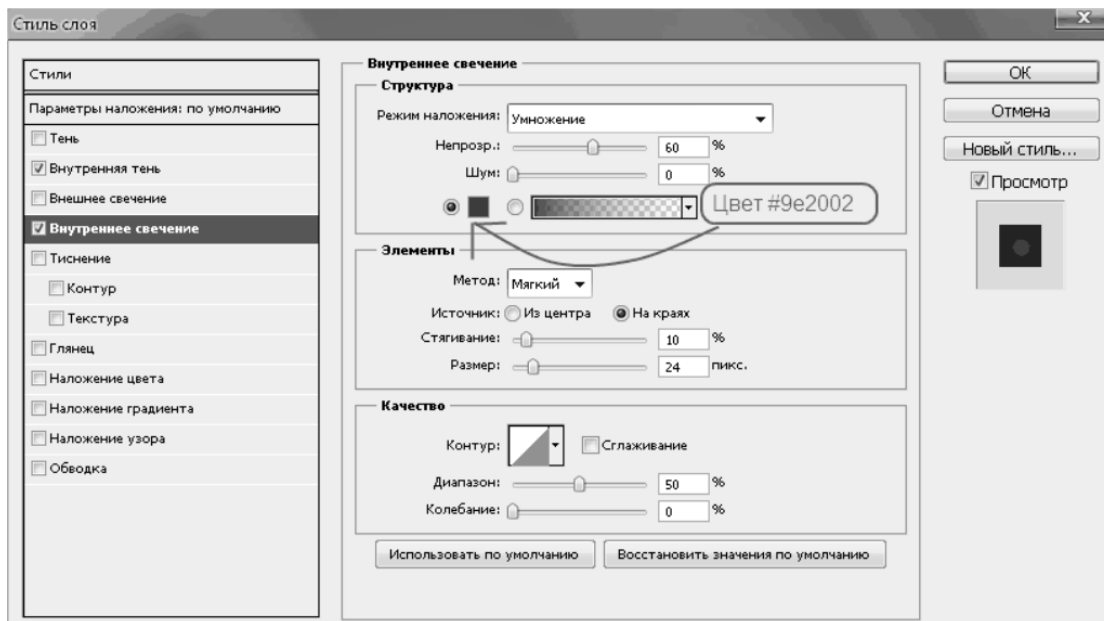 Стиль слоя
Стили
Параметры наложения: по умолчанию
Тень
Внутренняя тень
Внешнее свечение
Внутреннее свечение
Тиснение
Контур
Текстура
Глянец
Наложение цвета
Наложение градиента
Наложение узора
Обводка
Внутреннее свечение
Структура
Режим наложения: Умножение
Непрозр.: 60 %
Шум: 0 %
Цвет #9e2002
Элементы
Метод: Мягкий
Источник: Из центра На краях
Стягивание: 10 %
Размер: 24 пикс.
Качество
Контур: Сглаживание
Диапазон: 50 %
Колебание: 0 %
Использовать по умолчанию Восстановить значения по умолчанию
OK
Отмена
Новый стиль...
Просмотр